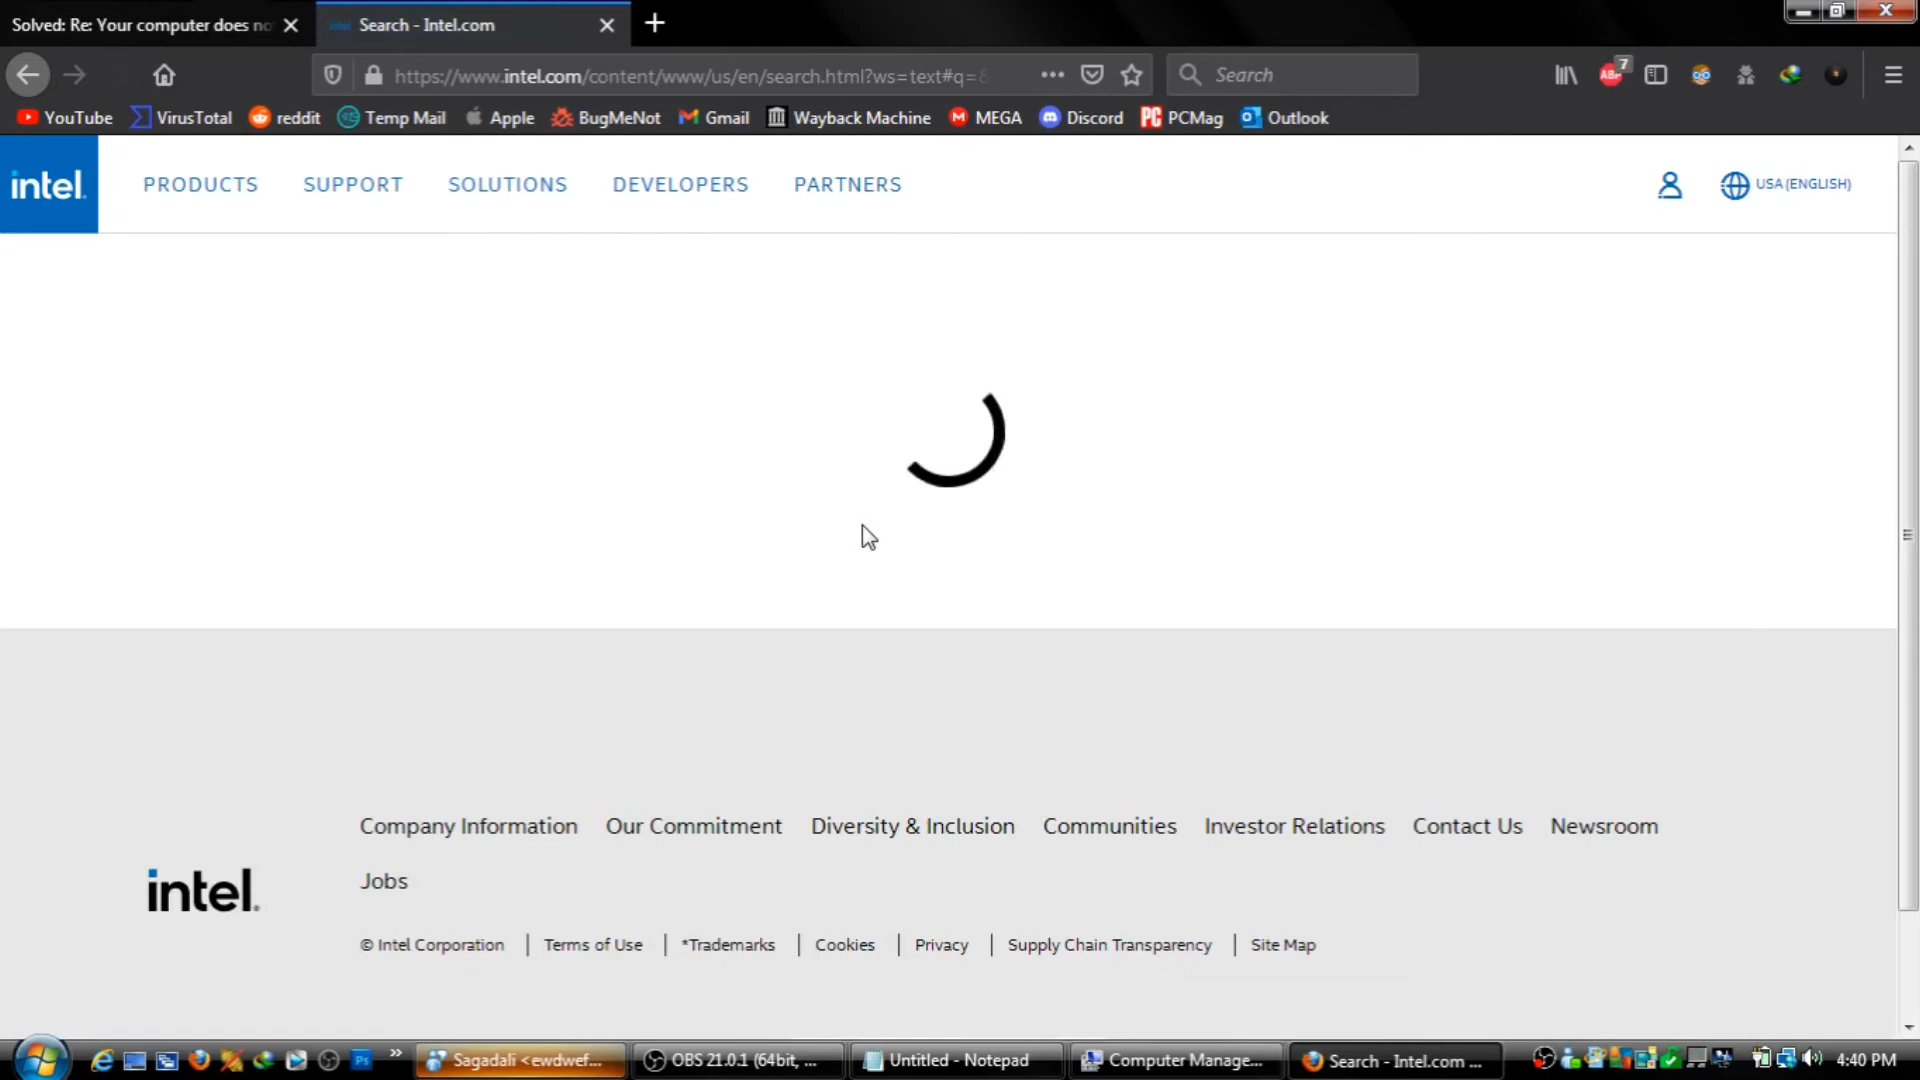 Solved: Re: Your computer does no
Search - Intel.com
https://www.intel.com/content/www/us/en/search.html?ws=text#q=&
Search
7
ABP
YouTube VirusTotal reddit Temp Mail Apple BugMeNot Gmail Wayback Machine MEGA Discord PC PCMag Outlook
intel. PRODUCTS SUPPORT SOLUTIONS DEVELOPERS PARTNERS USA (ENGLISH)
Company Information Our Commitment Diversity & Inclusion Communities Investor Relations Contact Us Newsroom
Jobs
intel.
© Intel Corporation | Terms of Use | *Trademarks | Cookies | Privacy | Supply Chain Transparency | Site Map
Ps » Sagadali <ewdwef... OBS 21.0.1 (64bit, ... Untitled - Notepad Computer Manage... Search - Intel.com ... 4:40 PM